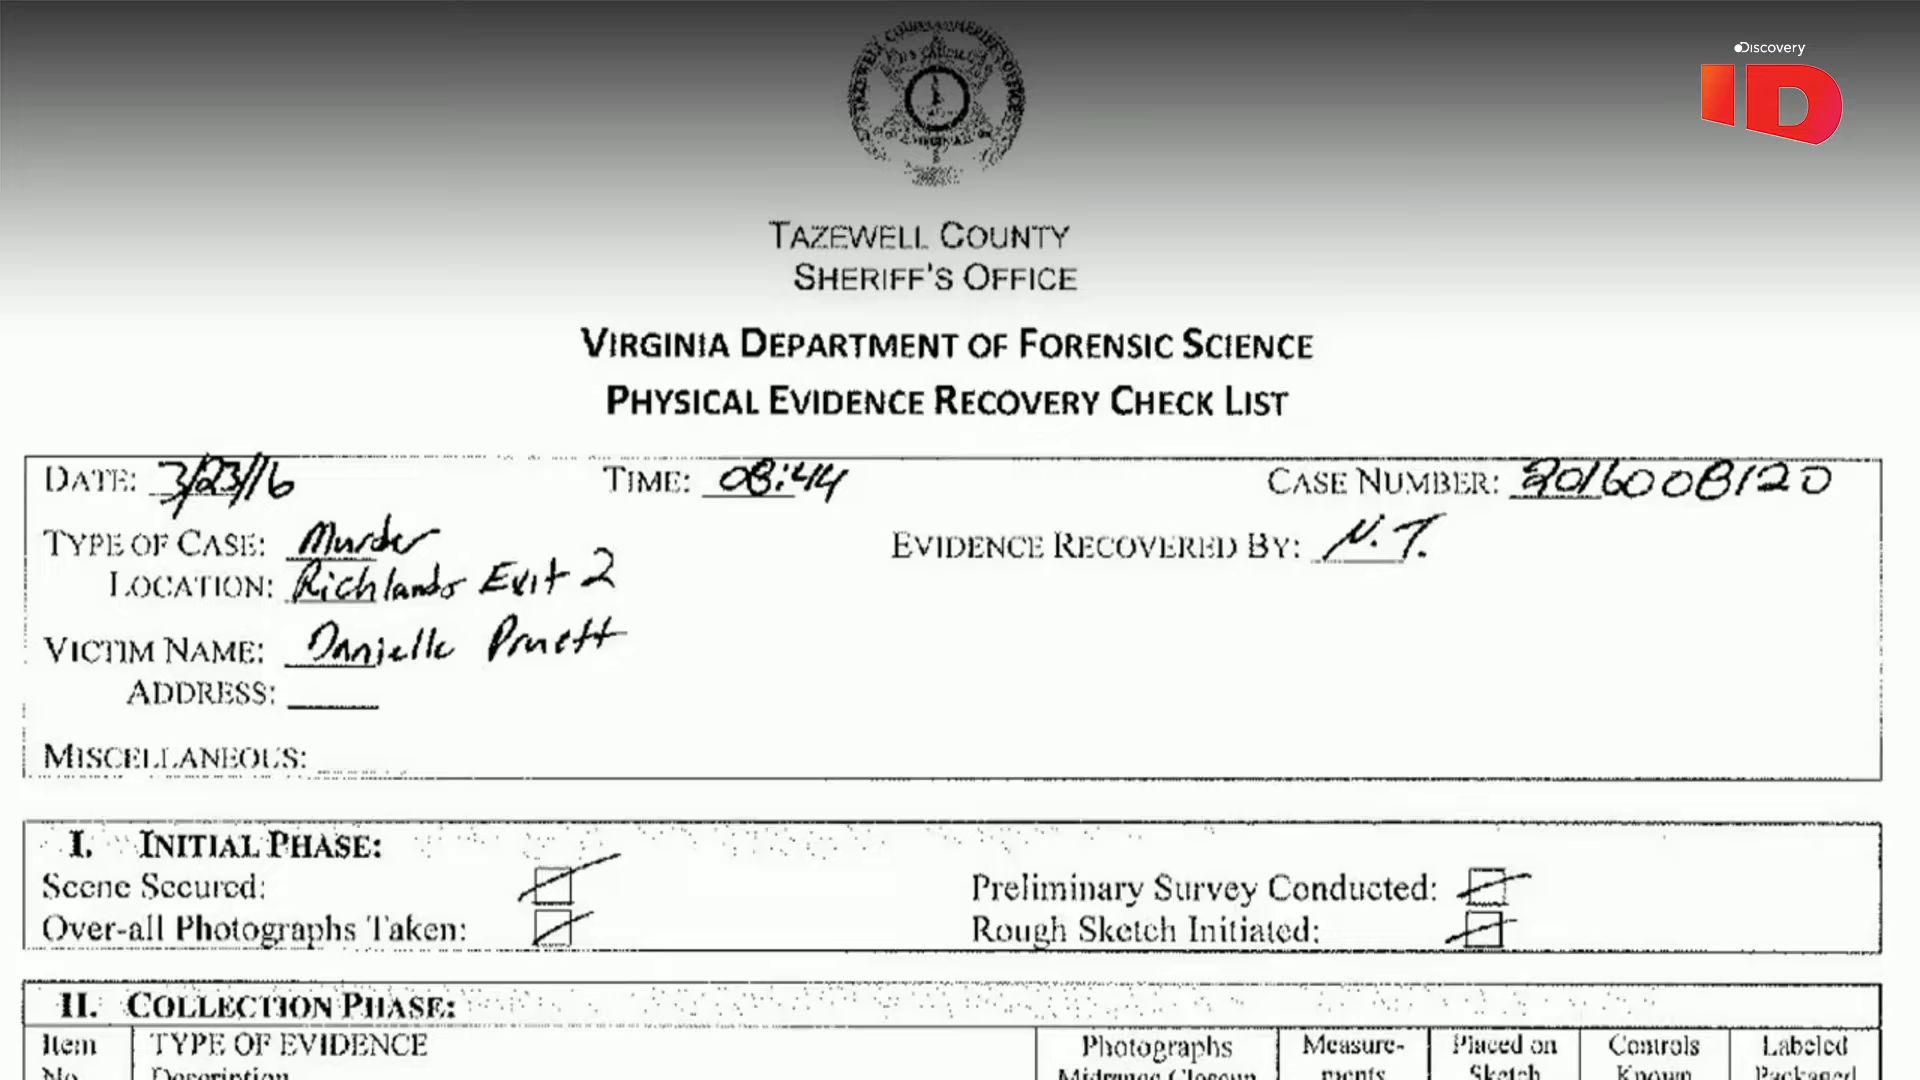 Discovery
ID
TAZEWELL COUNTY
SHERIFF'S OFFICE
VIRGINIA DEPARTMENT OF FORENSIC SCIENCE
PHYSICAL EVIDENCE RECOVERY CHECK LIST
DATE: 3/23/16 TIME: 08:44 CASE NUMBER: 2016008120
TYPE OF CASE: Murder EVIDENCE RECOVERED BY: N.T.
LOCATION: Richlands Exit 2
VICTIM NAME: Danielle Pruett
ADDRESS:
MISCELLANEOUS:
I. INITIAL PHASE:
Scene Secured: Preliminary Survey Conducted:
Over-all Photographs Taken: Rough Sketch Initiated:
II. COLLECTION PHASE:
Item TYPE OF EVIDENCE Photographs Measure- Placed on Controls Labeled
No. Description Midrange Closeup ments Sketch Known Packaged